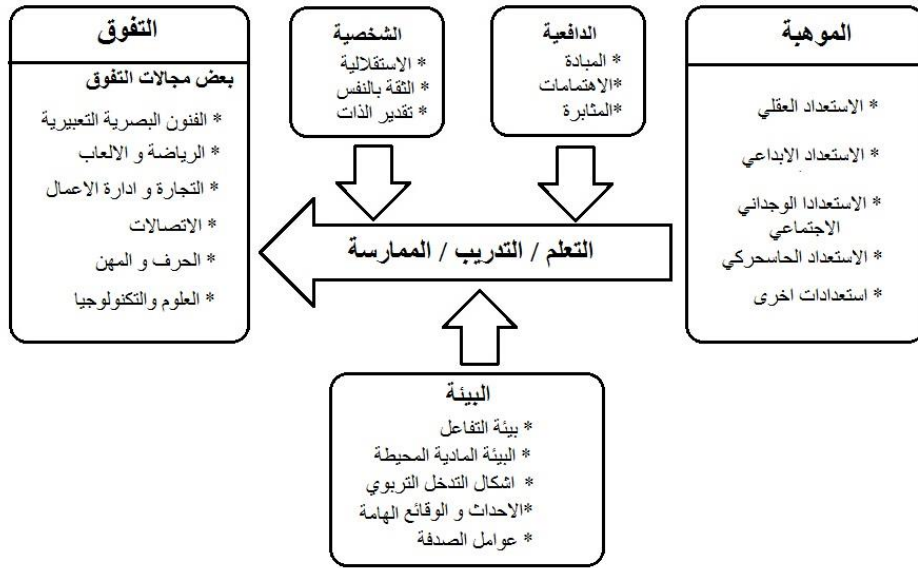 الموهبة
* الاستعداد العقلي
* الاستعداد الابداعي
* الاستعدادا الوجداني
الاجتماعي
* الاستعداد الحاسحركي
* استعدادات اخرى
الدافعية
* المبادة
*الاهتمامات
*المثابرة
الشخصية
* الاستقلالية
* الثقة بالنفس
* تقدير الذات
التعلم / التدريب / الممارسة
البيئة
* بيئة التفاعل
* البيئة المادية المحيطة
* اشكال التدخل التربوي
*الاحداث و الوقائع الهامة
* عوامل الصدفة
التفوق
بعض مجالات التفوق
* الفنون البصرية التعبيرية
* الرياضة و الالعاب
* التجارة و ادارة الاعمال
* الاتصالات
* الحرف و المهن
* العلوم والتكنولوجيا